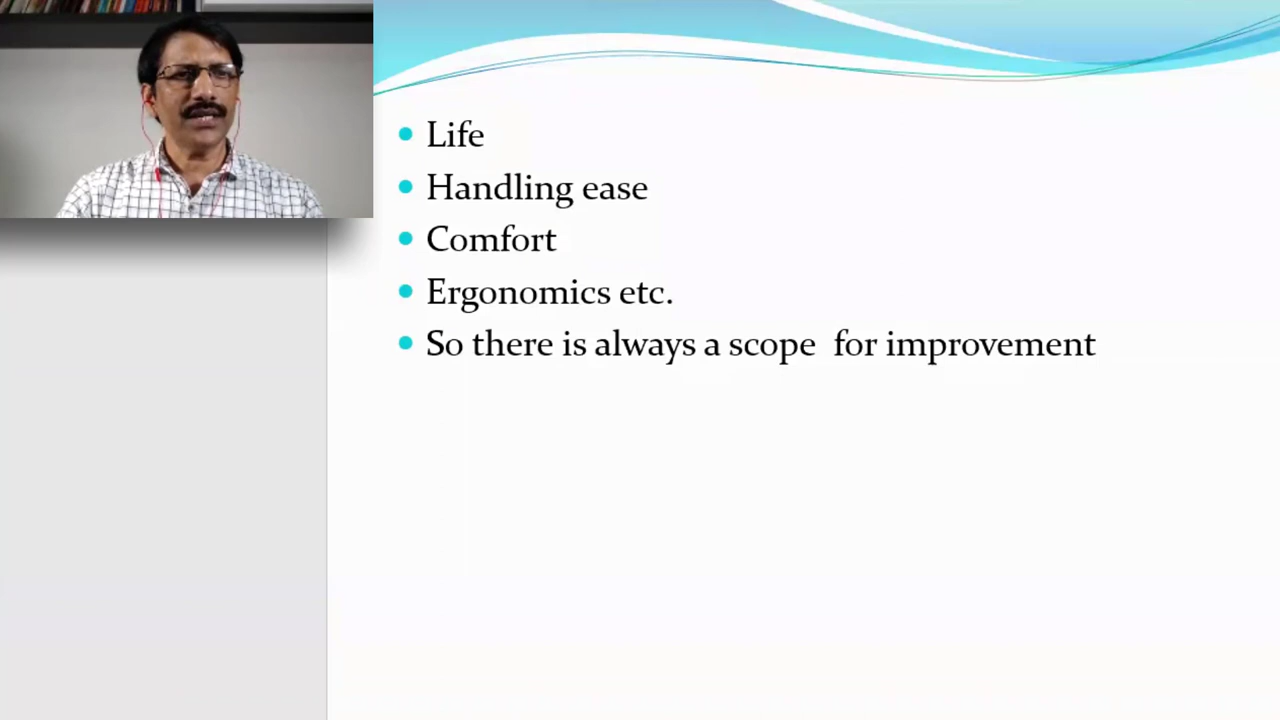 Life
Handling ease
Comfort
Ergonomics etc.
So there is always a scope  for improvement